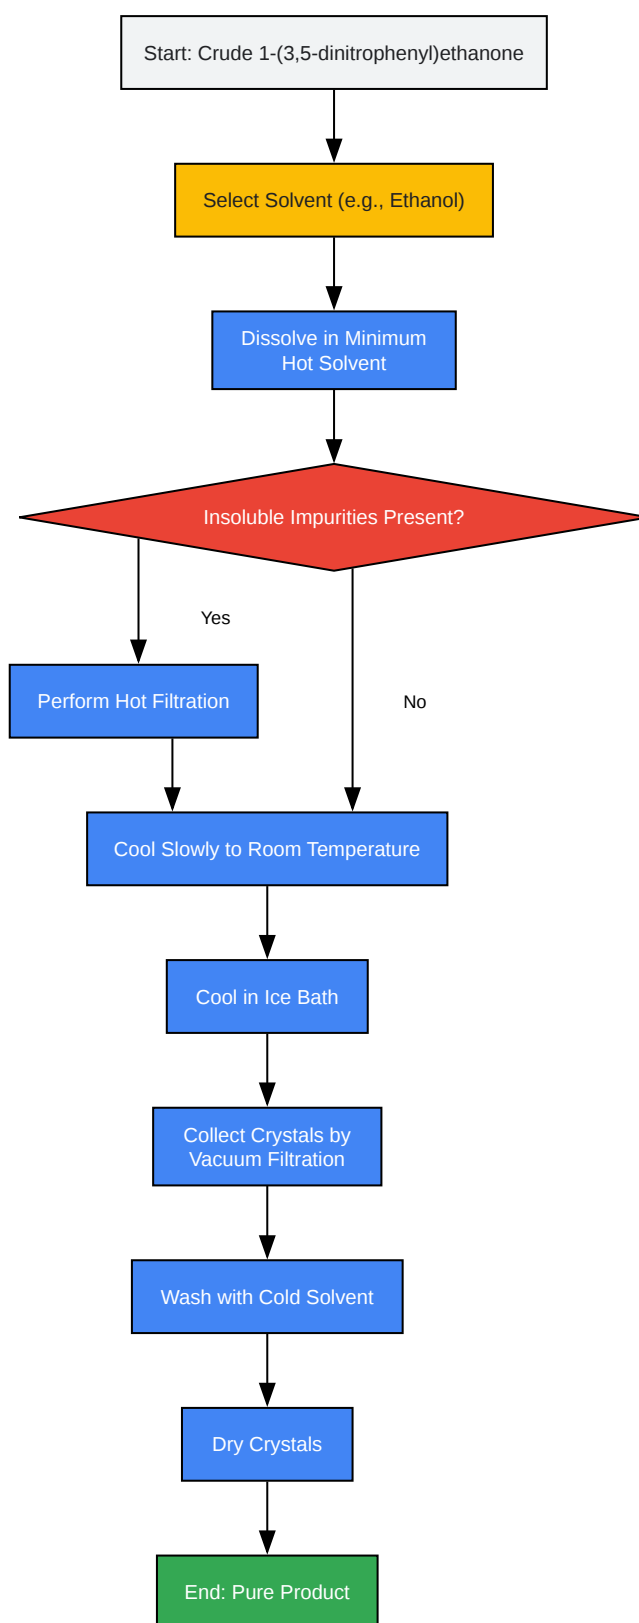 Start: Crude 1-(3,5-dinitrophenyl)ethanone
Select Solvent (e.g., Ethanol)
Dissolve in Minimum
Hot Solvent
Insoluble Impurities Present?
Yes
Perform Hot Filtration
No
Cool Slowly to Room Temperature
Cool in Ice Bath
Collect Crystals by
Vacuum Filtration
Wash with Cold Solvent
Dry Crystals
End: Pure Product